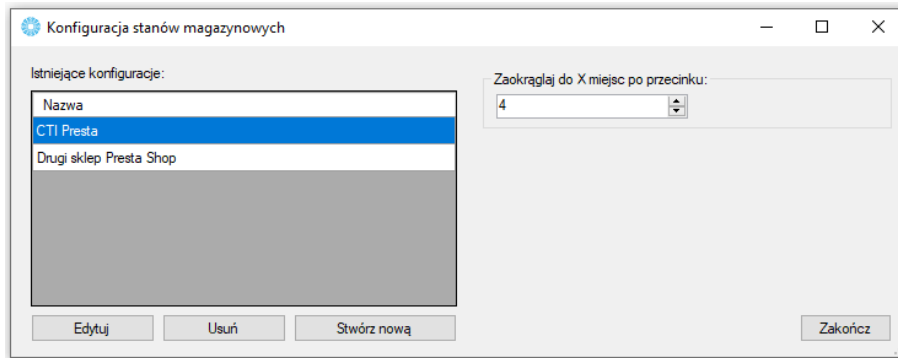 Konfiguracja stanów magazynowych
Istniejące konfiguracje:
Nazwa
CTI Presta
Drugi sklep Presta Shop
Edytuj
Usuń
Stwórz nową
Zaokrąglaj do X miejsc po przecinku:
4
Zakończ